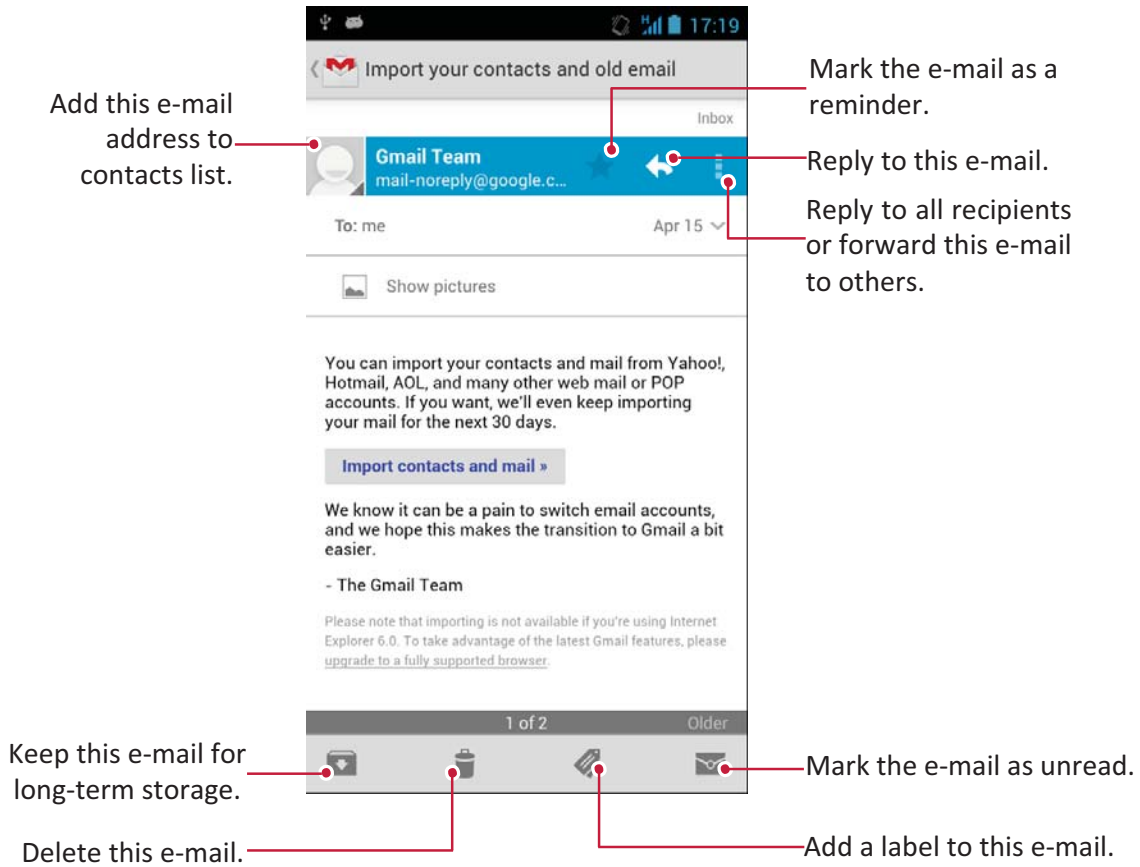 H 17:19
Import your contacts and old email
Inbox
Add this e-mail
address to
contacts list.
Gmail Team
mail-noreply@google.c...
Mark the e-mail as a
reminder.
Reply to this e-mail.
Reply to all recipients
or forward this e-mail
to others.
To: me Apr 15
Show pictures
You can import your contacts and mail from Yahoo!,
Hotmail, AOL, and many other web mail or POP
accounts. If you want, we'll even keep importing
your mail for the next 30 days.
Import contacts and mail »
We know it can be a pain to switch email accounts,
and we hope this makes the transition to Gmail a bit
easier.
- The Gmail Team
Please note that importing is not available if you're using Internet
Explorer 6.0. To take advantage of the latest Gmail features, please
upgrade to a fully supported browser.
1 of 2 Older
Keep this e-mail for
long-term storage.
Delete this e-mail.
Mark the e-mail as unread.
Add a label to this e-mail.